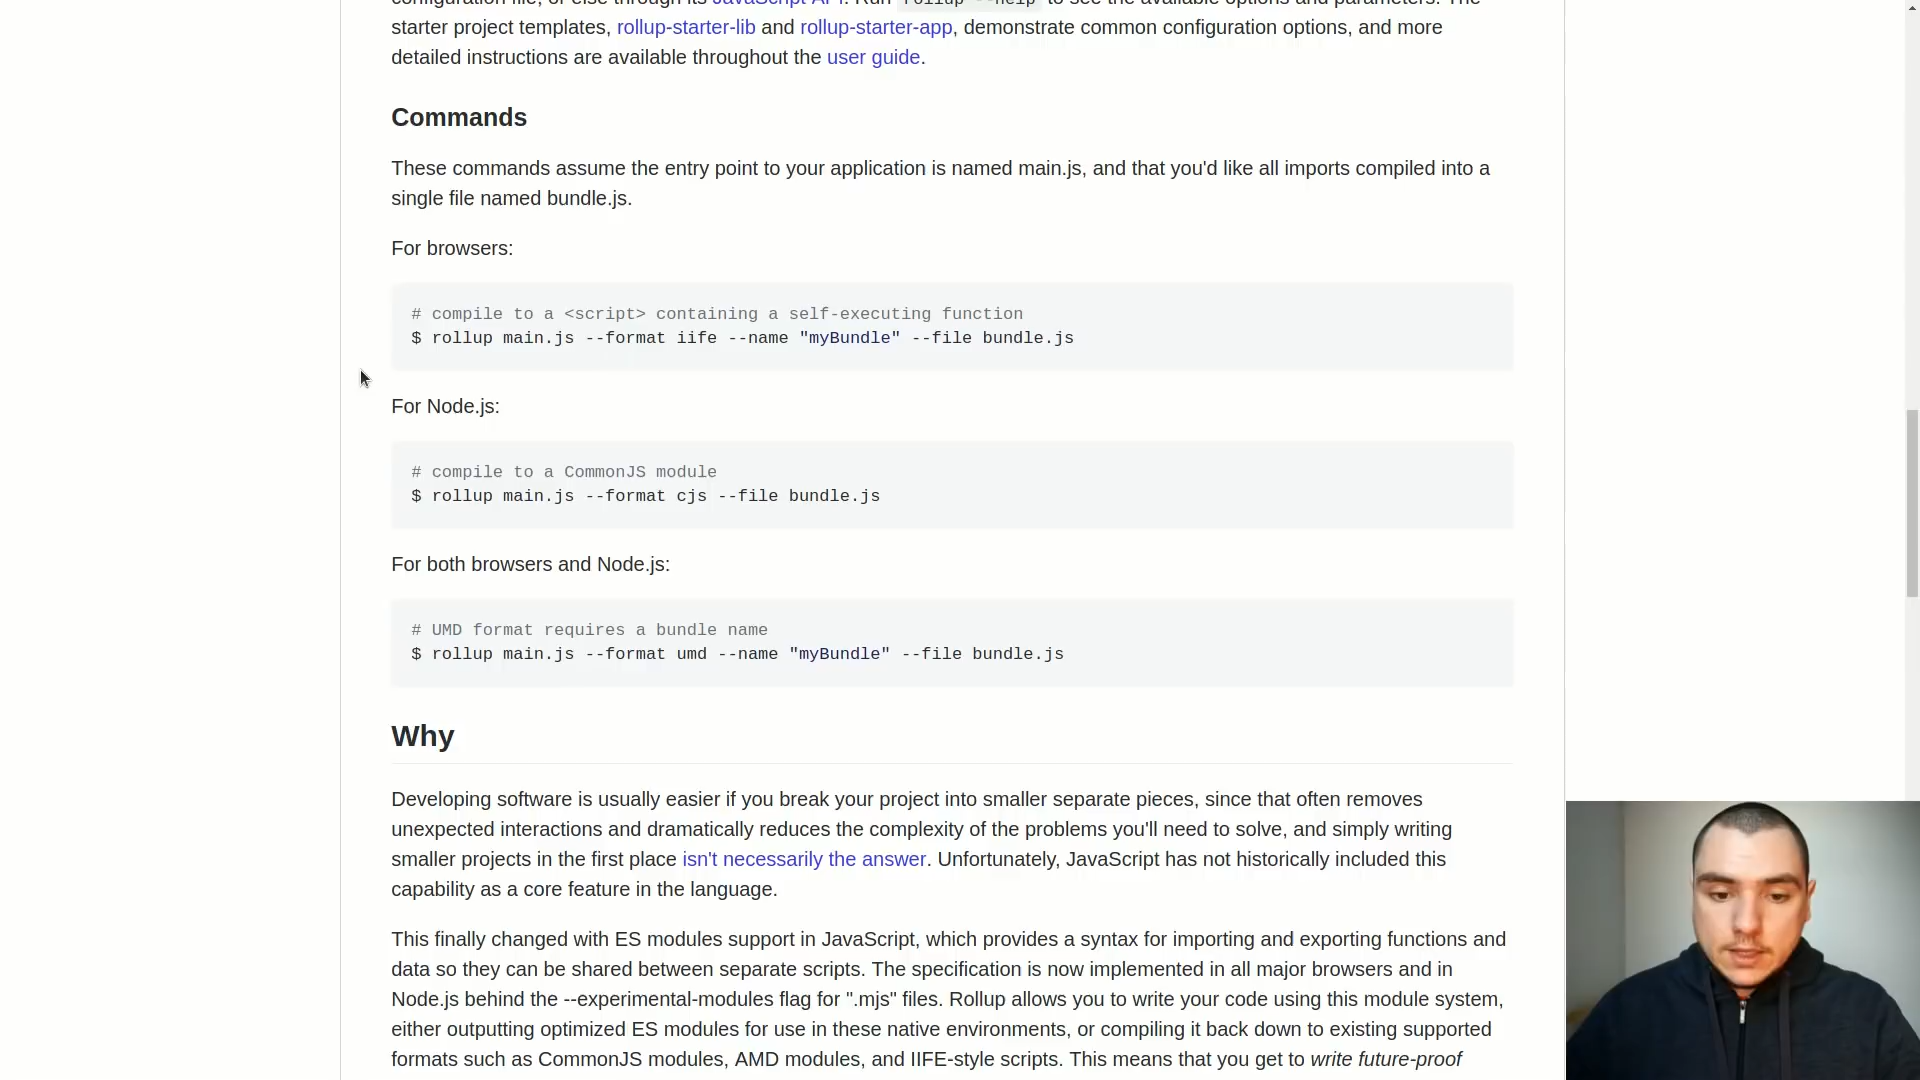 starter project templates, rollup-starter-lib and rollup-starter-app, demonstrate common configuration options, and more
detailed instructions are available throughout the user guide.
Commands
These commands assume the entry point to your application is named main.js, and that you'd like all imports compiled into a
single file named bundle.js.
For browsers:
# compile to a <script> containing a self-executing function
$ rollup main.js --format iife --name "myBundle" --file bundle.js
For Node.js:
# compile to a CommonJS module
$ rollup main.js --format cjs --file bundle.js
For both browsers and Node.js:
# UMD format requires a bundle name
$ rollup main.js --format umd --name "myBundle" --file bundle.js
Why
Developing software is usually easier if you break your project into smaller separate pieces, since that often removes
unexpected interactions and dramatically reduces the complexity of the problems you'll need to solve, and simply writing
smaller projects in the first place isn't necessarily the answer. Unfortunately, JavaScript has not historically included this
capability as a core feature in the language.
This finally changed with ES modules support in JavaScript, which provides a syntax for importing and exporting functions and
data so they can be shared between separate scripts. The specification is now implemented in all major browsers and in
Node.js behind the --experimental-modules flag for ".mjs" files. Rollup allows you to write your code using this module system,
either outputting optimized ES modules for use in these native environments, or compiling it back down to existing supported
formats such as CommonJS modules, AMD modules, and IIFE-style scripts. This means that you get to write future-proof